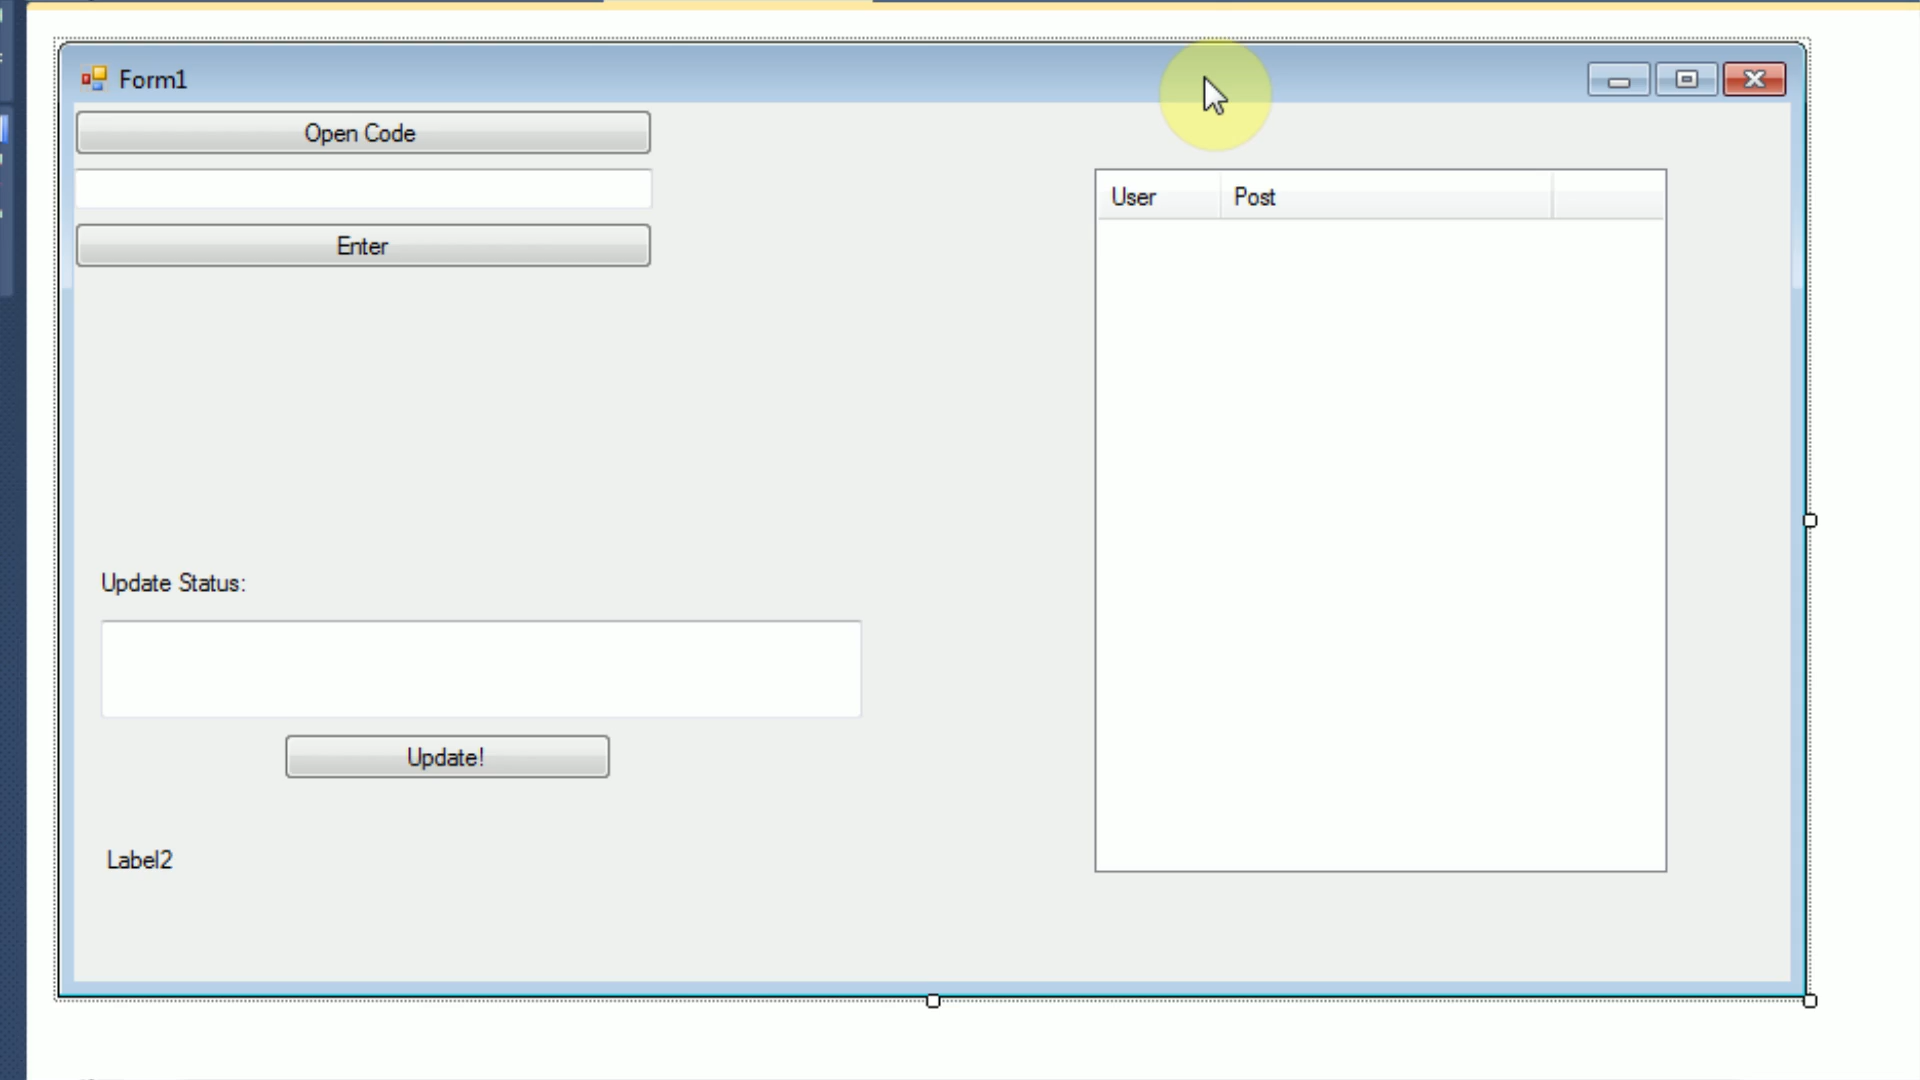 Form1
Open Code
Enter
User Post
Update Status:
Update!
Label2